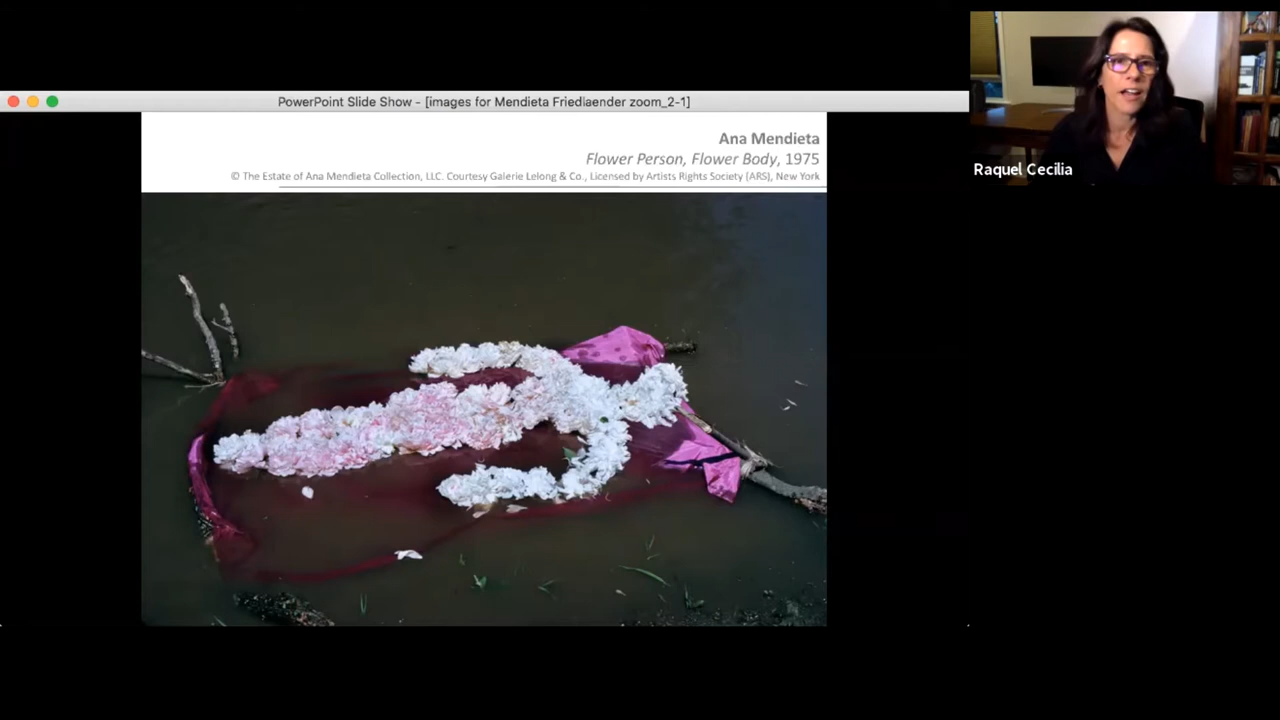 PowerPoint Slide Show - [images for Mendieta Friedlaender zoom_2-1]
Ana Mendieta
Flower Person, Flower Body, 1975
© The Estate of Ana Mendieta Collection, LLC. Courtesy Galerie Lelong & Co., Licensed by Artists Rights Society (ARS), New York
Raquel Cecilia